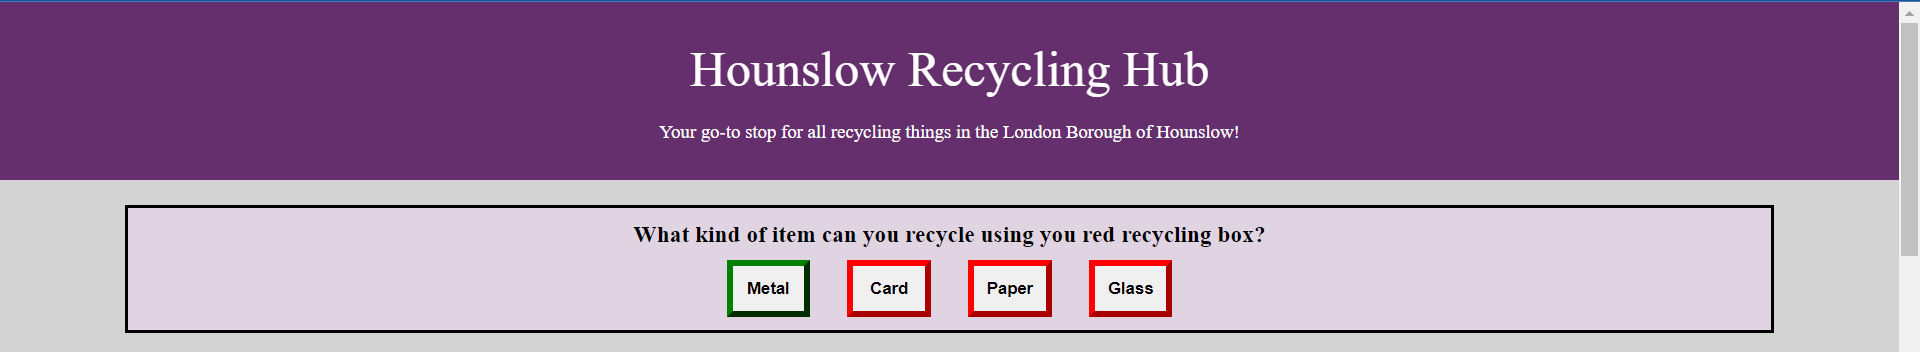 Hounslow Recycling Hub
Your go-to stop for all recycling things in the London Borough of Hounslow!
What kind of item can you recycle using you red recycling box?
Metal Card Paper Glass